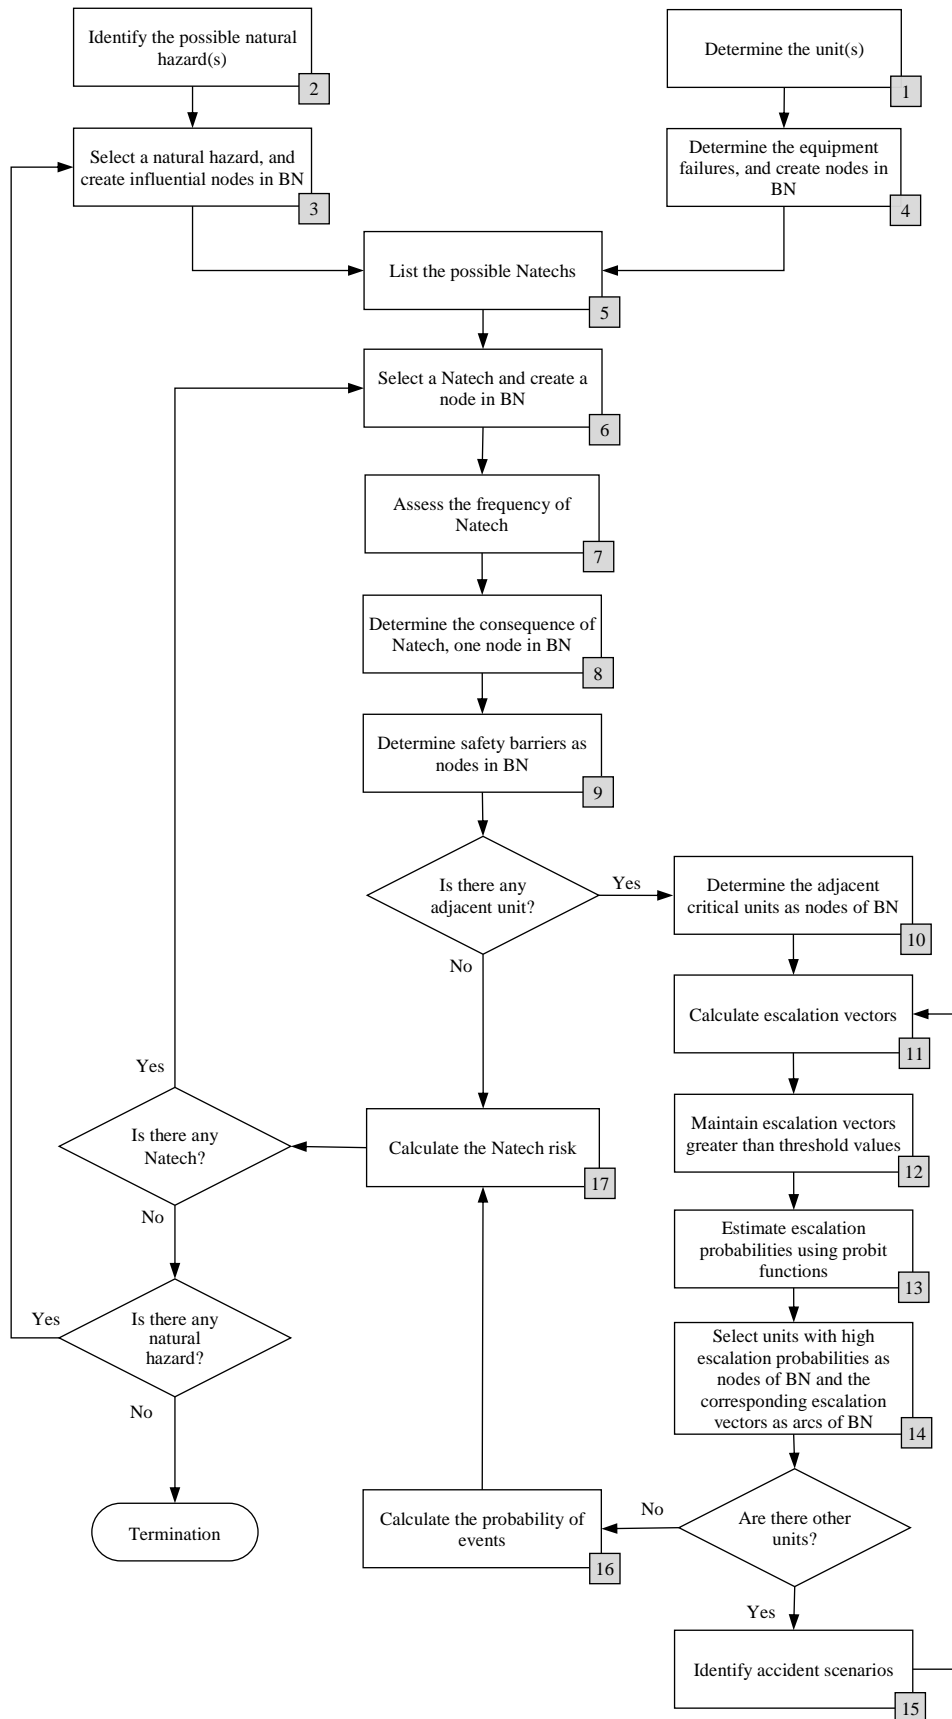 Identify the possible natural
hazard(s)
2
Determine the unit(s)
1
Select a natural hazard, and
create influential nodes in BN
3
Determine the equipment
failures, and create nodes in
BN
4
List the possible Natechs
5
Select a Natech and create a
node in BN
6
Assess the frequency of
Natech
7
Determine the consequence of
Natech, one node in BN
8
Determine safety barriers as
nodes in BN
9
Is there any
adjacent unit?
Yes
No
Determine the adjacent
critical units as nodes of BN
10
Calculate escalation vectors
11
Maintain escalation vectors
greater than threshold values
12
Estimate escalation
probabilities using probit
functions
13
Select units with high
escalation probabilities as
nodes of BN and the
corresponding escalation
vectors as arcs of BN
14
Are there other
units?
No
Yes
Identify accident scenarios
15
Calculate the probability of
events
16
Calculate the Natech risk
17
Yes
Is there any
Natech?
No
Yes
Is there any
natural
hazard?
No
Termination